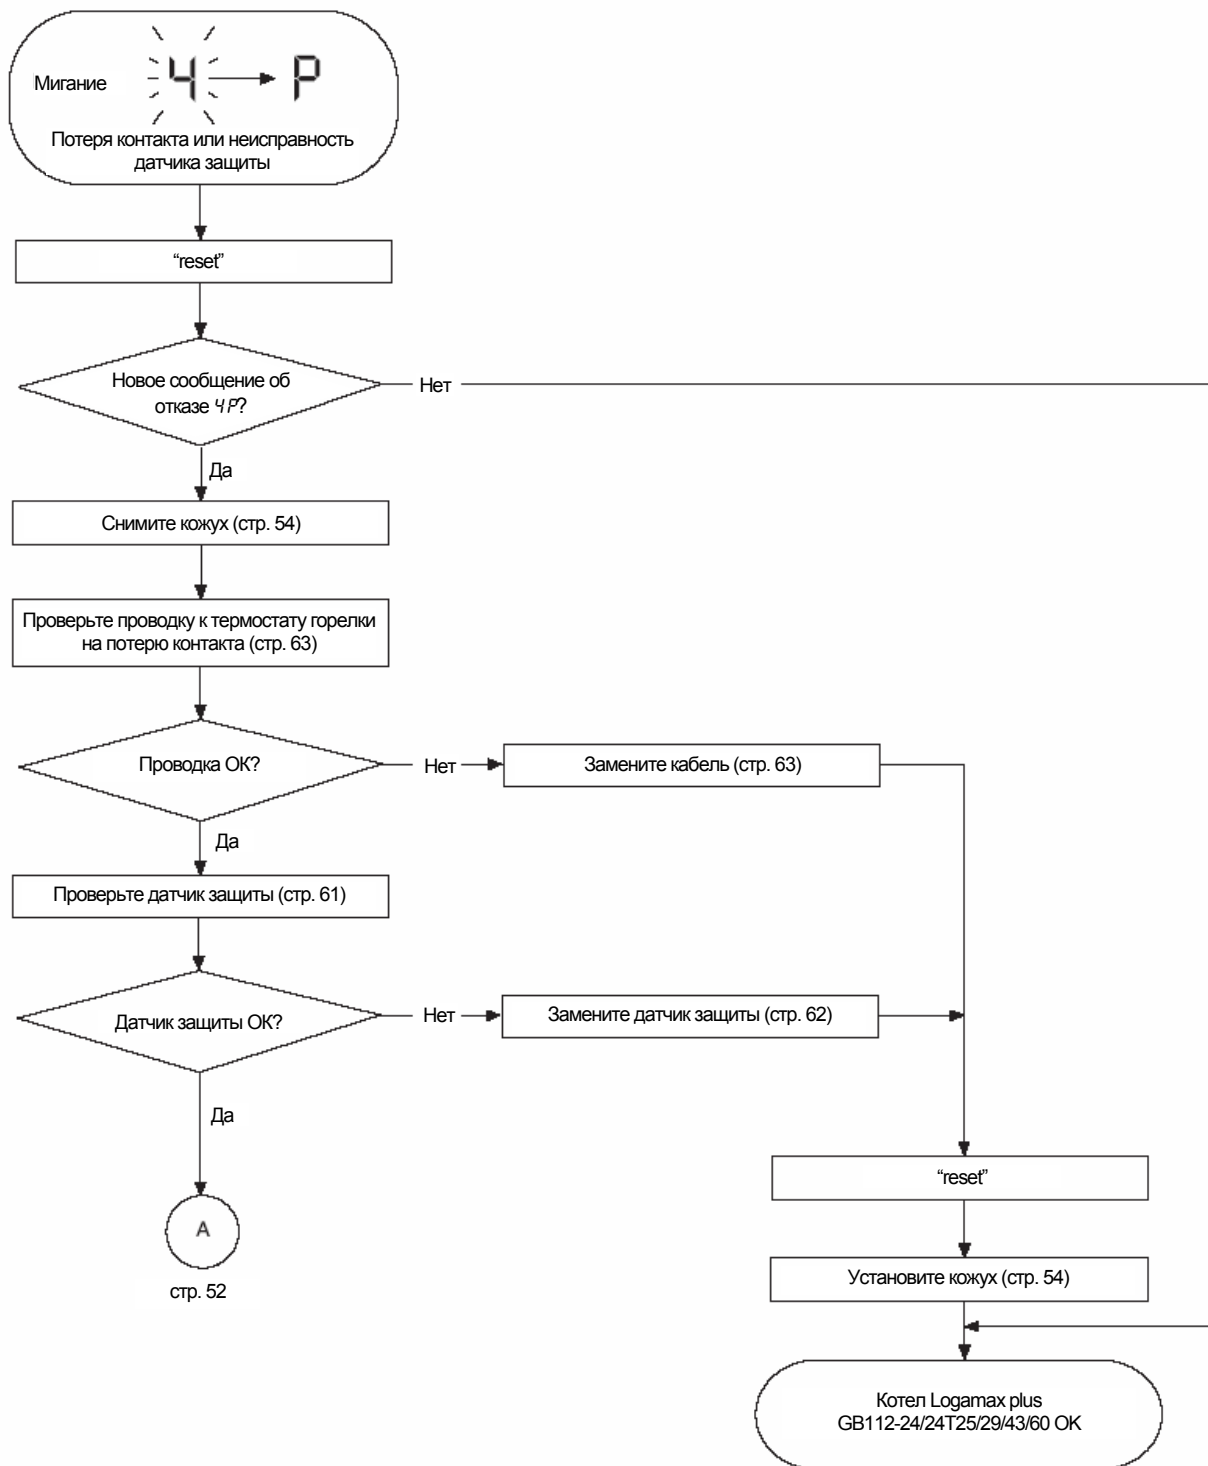 Мигание
4 P
Потеря контакта или неисправность
датчика защиты
“reset”
Новое сообщение об
отказе 4P?
Нет
Да
Снимите кожух (стр. 54)
Проверьте проводку к термостату горелки
на потерю контакта (стр. 63)
Проводка ОК?
Нет
Замените кабель (стр. 63)
Да
Проверьте датчик защиты (стр. 61)
Датчик защиты ОК?
Нет
Замените датчик защиты (стр. 62)
Да
A
стр. 52
“reset”
Установите кожух (стр. 54)
Котел Logamax plus
GB112-24/24T25/29/43/60 OK